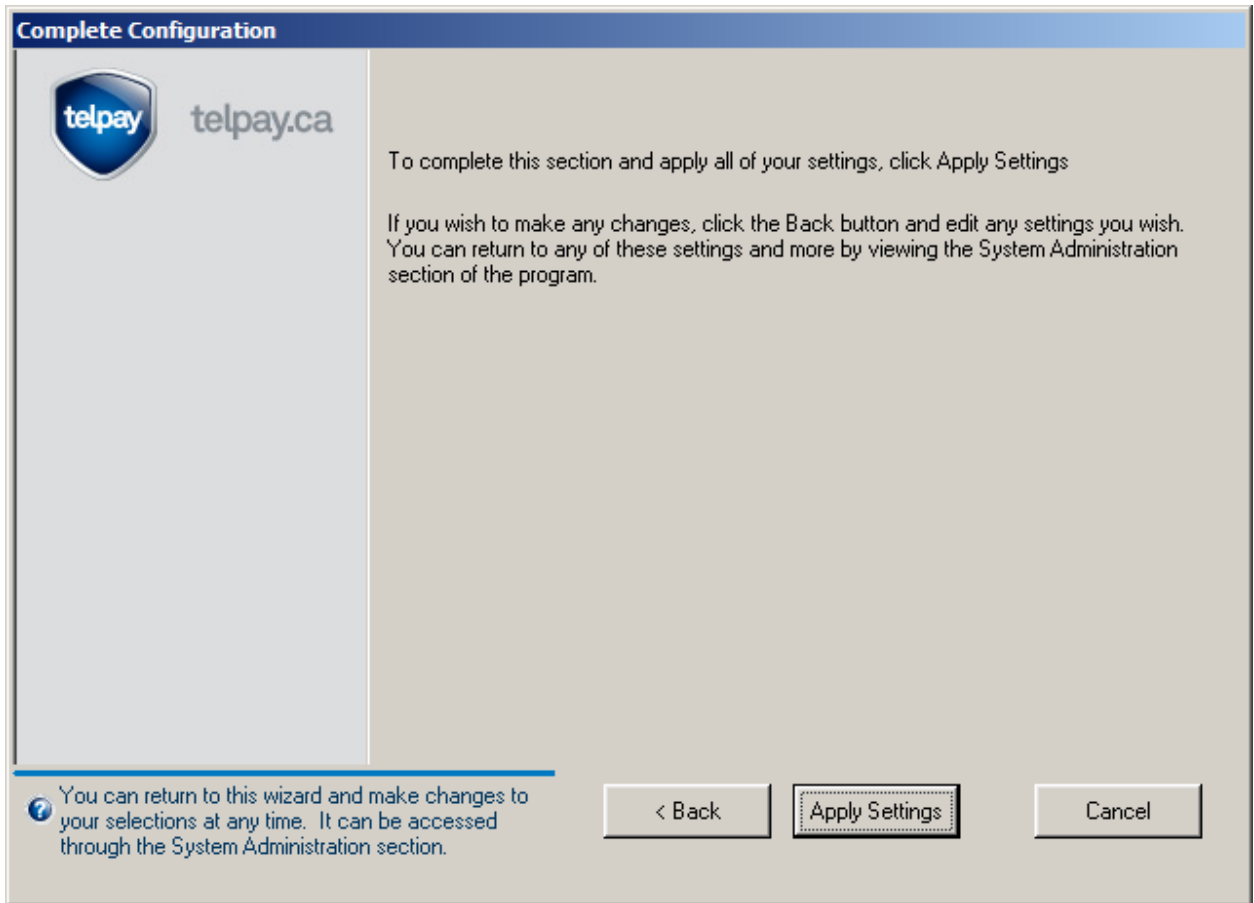 Complete Configuration
telpay
telpay.ca
To complete this section and apply all of your settings, click Apply Settings
If you wish to make any changes, click the Back button and edit any settings you wish.
You can return to any of these settings and more by viewing the System Administration
section of the program.
You can return to this wizard and make changes to
your selections at any time.  It can be accessed
through the System Administration section.
< Back
Apply Settings
Cancel